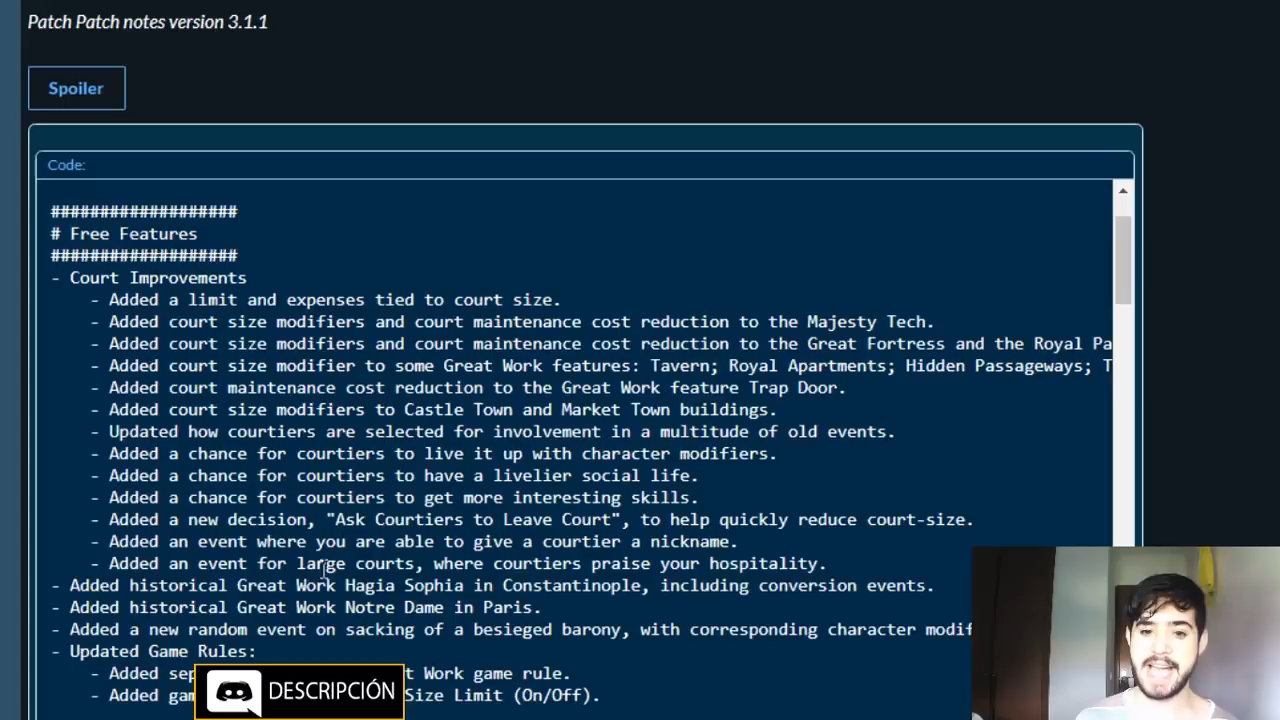 Patch Patch notes version 3.1.1
Spoiler
Code:
###################
# Free Features
###################
- Court Improvements
- Added a limit and expenses tied to court size.
- Added court size modifiers and court maintenance cost reduction to the Majesty Tech.
- Added court size modifiers and court maintenance cost reduction to the Great Fortress and the Royal Pa
- Added court size modifier to some Great Work features: Tavern; Royal Apartments; Hidden Passageways; T
- Added court maintenance cost reduction to the Great Work feature Trap Door.
- Added court size modifiers to Castle Town and Market Town buildings.
- Updated how courtiers are selected for involvement in a multitude of old events.
- Added a chance for courtiers to live it up with character modifiers.
- Added a chance for courtiers to have a livelier social life.
- Added a chance for courtiers to get more interesting skills.
- Added a new decision, "Ask Courtiers to Leave Court", to help quickly reduce court-size.
- Added an event where you are able to give a courtier a nickname.
- Added an event for large courts, where courtiers praise your hospitality.
- Added historical Great Work Hagia Sophia in Constantinople, including conversion events.
- Added historical Great Work Notre Dame in Paris.
- Added a new random event on sacking of a besieged barony, with corresponding character modif
- Updated Game Rules:
- Added sep t Work game rule.
- Added gam Size Limit (On/Off).
DESCRIPCIÓN